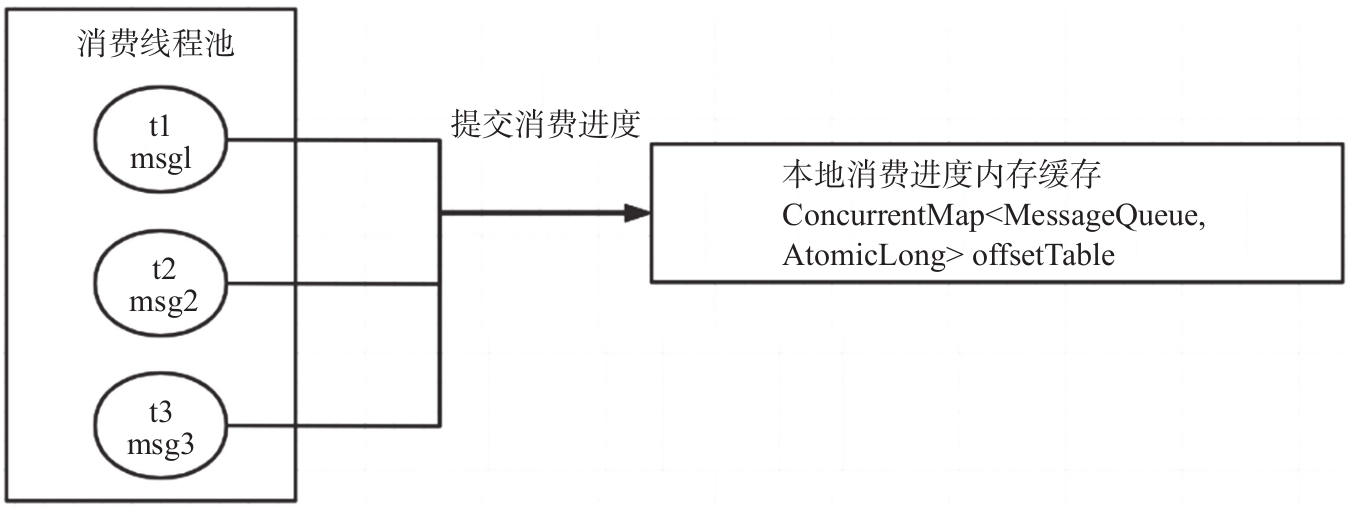 消费线程池
t1
msgl
t2
msg2
t3
msg3
提交消费进度
本地消费进度内存缓存
ConcurrentMap<MessageQueue,
AtomicLong> offsetTable